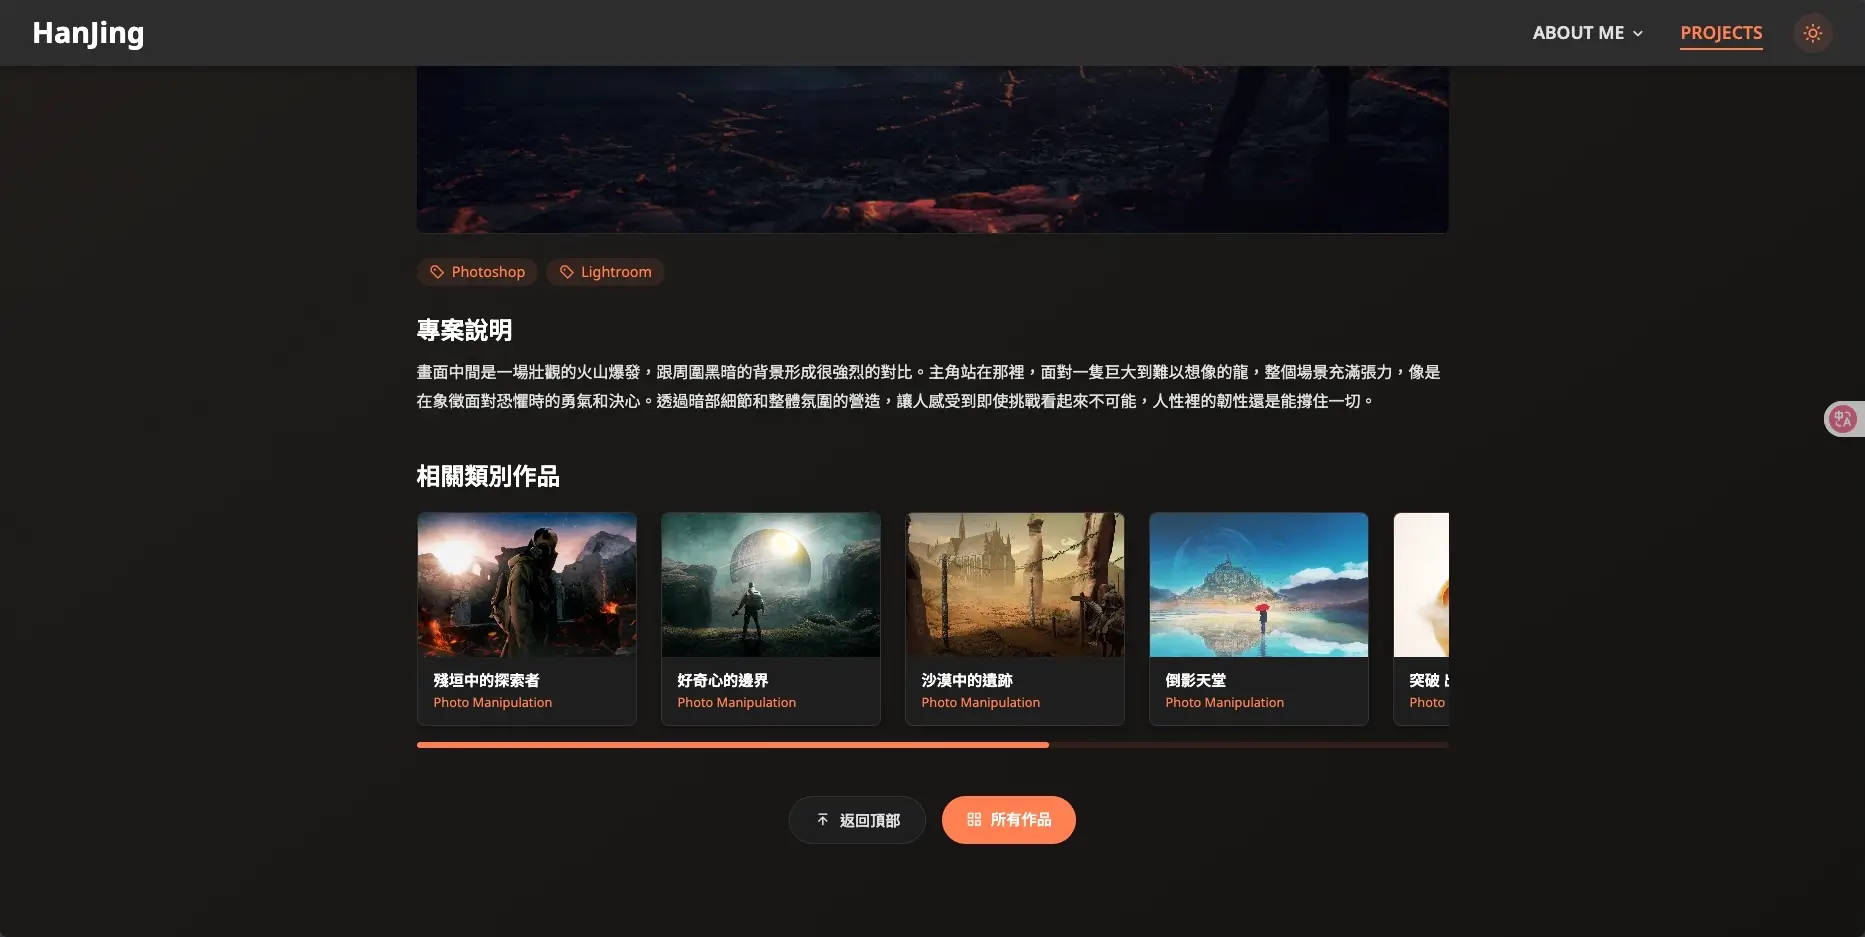 HanJing
ABOUT ME
PROJECTS
Photoshop
Lightroom
專案說明
畫面中間是一場壯觀的火山爆發，跟周圍黑暗的背景形成很強烈的對比。主角站在那裡，面對一隻巨大到難以想像的龍，整個場景充滿張力，像是
在象徵面對恐懼時的勇氣和決心。透過暗部細節和整體氛圍的營造，讓人感受到即使挑戰看起來不可能，人性裡的韌性還是能撐住一切。
相關類別作品
殘垣中的探索者
Photo Manipulation
好奇心的邊界
Photo Manipulation
沙漠中的遺跡
Photo Manipulation
倒影天堂
Photo Manipulation
突破
Photo
返回頂部
所有作品